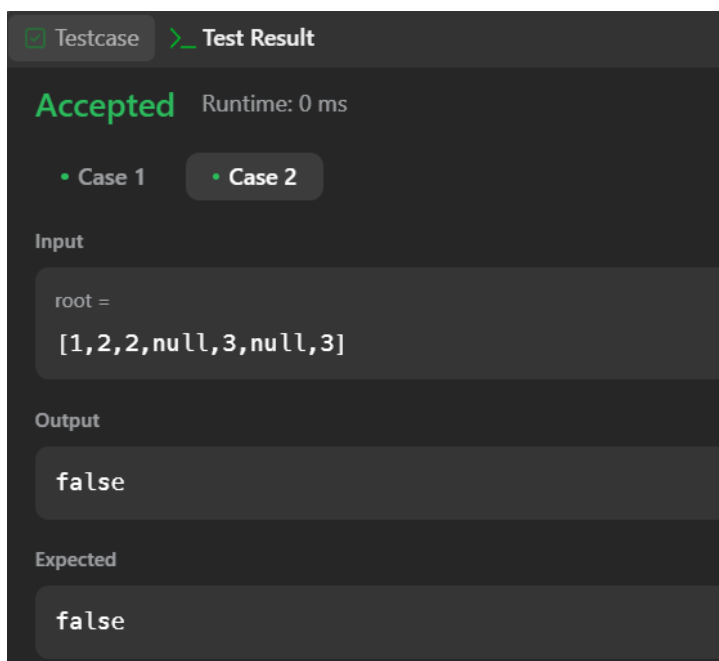 Testcase >_ Test Result
Accepted Runtime: 0 ms
• Case 1 • Case 2
Input
root =
[1,2,2,null,3,null,3]
Output
false
Expected
false